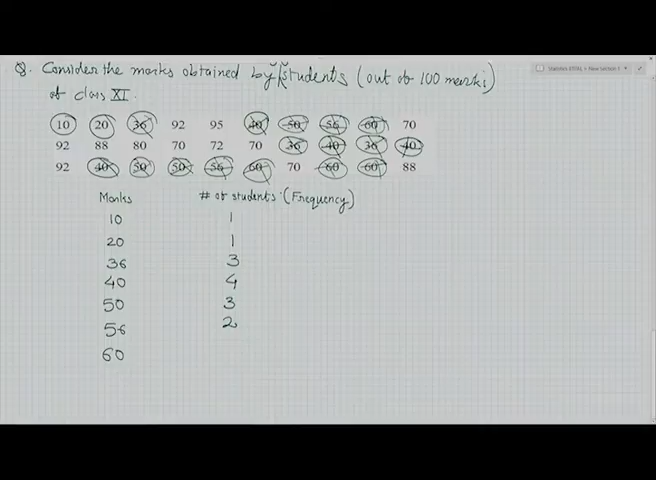 Q. Consider the marks obtained by students (out of 100 marks)
of class XI.
10 20 36 92 95 40 50 56 60 70
92 88 80 70 72 70 36 40 36 40
92 40 50 50 56 60 70 60 60 88
Marks # of students (Frequency)
10 1
20 1
36 3
40 4
50 3
56 2
60